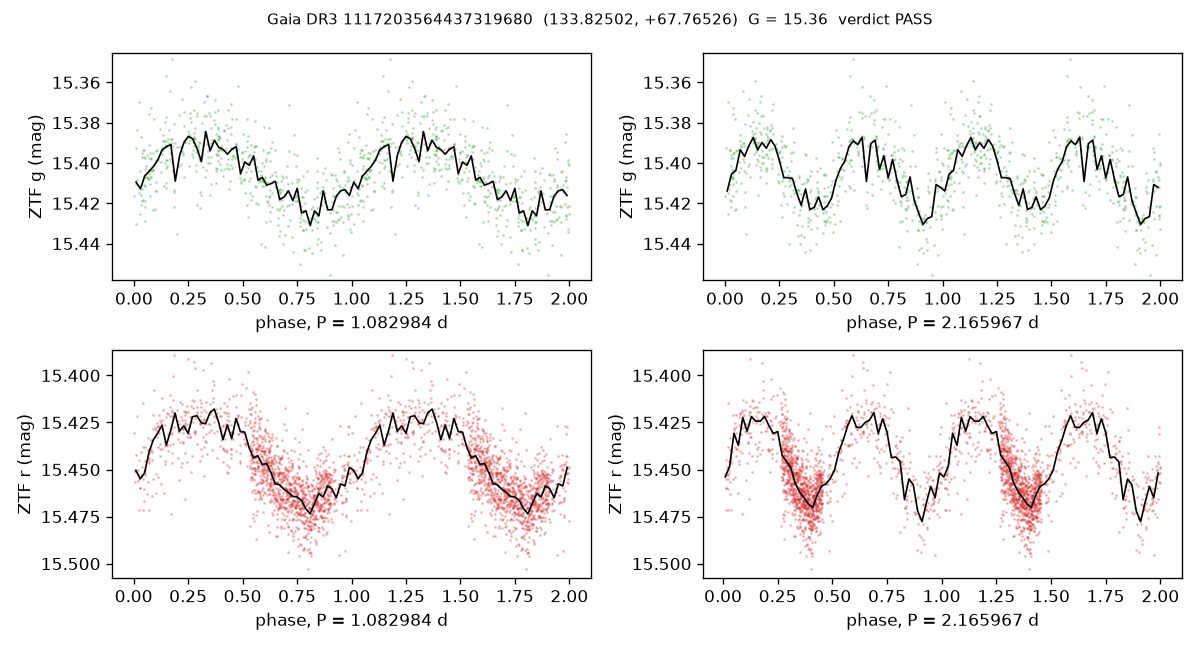 Gaia DR3 1117203564437319680 (133.82502, +67.76526) G = 15.36 verdict PASS
ZTF g (mag)
15.36
15.38
15.40
15.42
15.44
0.00 0.25 0.50 0.75 1.00 1.25 1.50 1.75 2.00
phase, P = 1.082984 d
ZTF g (mag)
15.36
15.38
15.40
15.42
15.44
0.00 0.25 0.50 0.75 1.00 1.25 1.50 1.75 2.00
phase, P = 2.165967 d
ZTF r (mag)
15.400
15.425
15.450
15.475
15.500
0.00 0.25 0.50 0.75 1.00 1.25 1.50 1.75 2.00
phase, P = 1.082984 d
ZTF r (mag)
15.400
15.425
15.450
15.475
15.500
0.00 0.25 0.50 0.75 1.00 1.25 1.50 1.75 2.00
phase, P = 2.165967 d